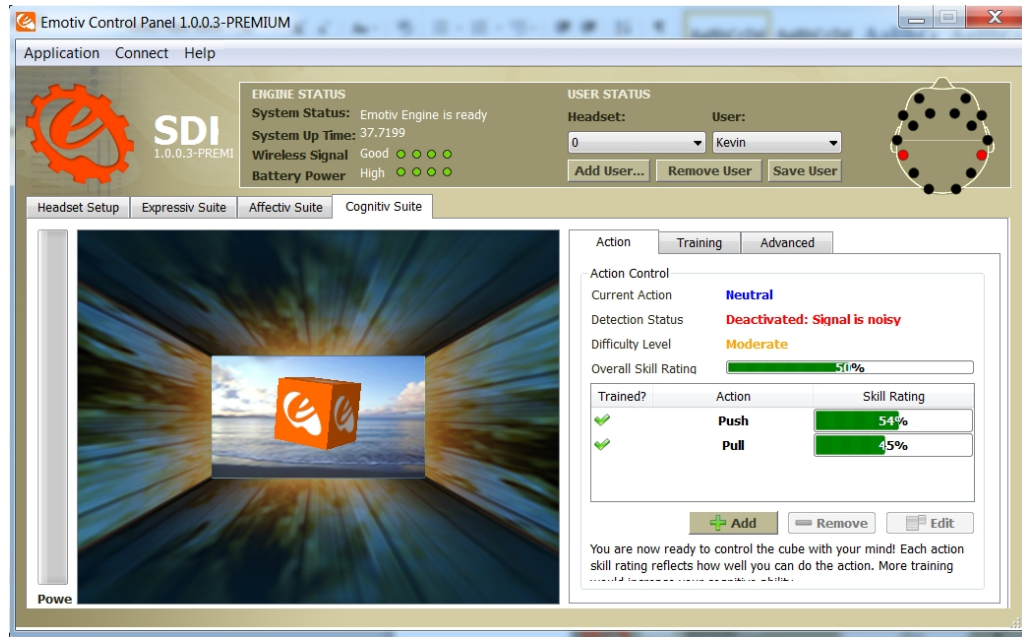 Emotiv Control Panel 1.0.0.3-PREMIUM
Application Connect Help
SDI
1.0.0.3-PREMI
ENGINE STATUS
System Status: Emotiv Engine is ready
System Up Time: 37.7199
Wireless Signal Good
Battery Power High
USER STATUS
Headset: User:
0 Kevin
Add User... Remove User Save User
Headset Setup Expressiv Suite Affectiv Suite Cognitiv Suite
Powe
Action Training Advanced
Action Control
Current Action Neutral
Detection Status Deactivated: Signal is noisy
Difficulty Level Moderate
Overall Skill Rating 50%
Trained? Action Skill Rating
Push 54%
Pull 45%
Add Remove Edit
You are now ready to control the cube with your mind! Each action
skill rating reflects how well you can do the action. More training